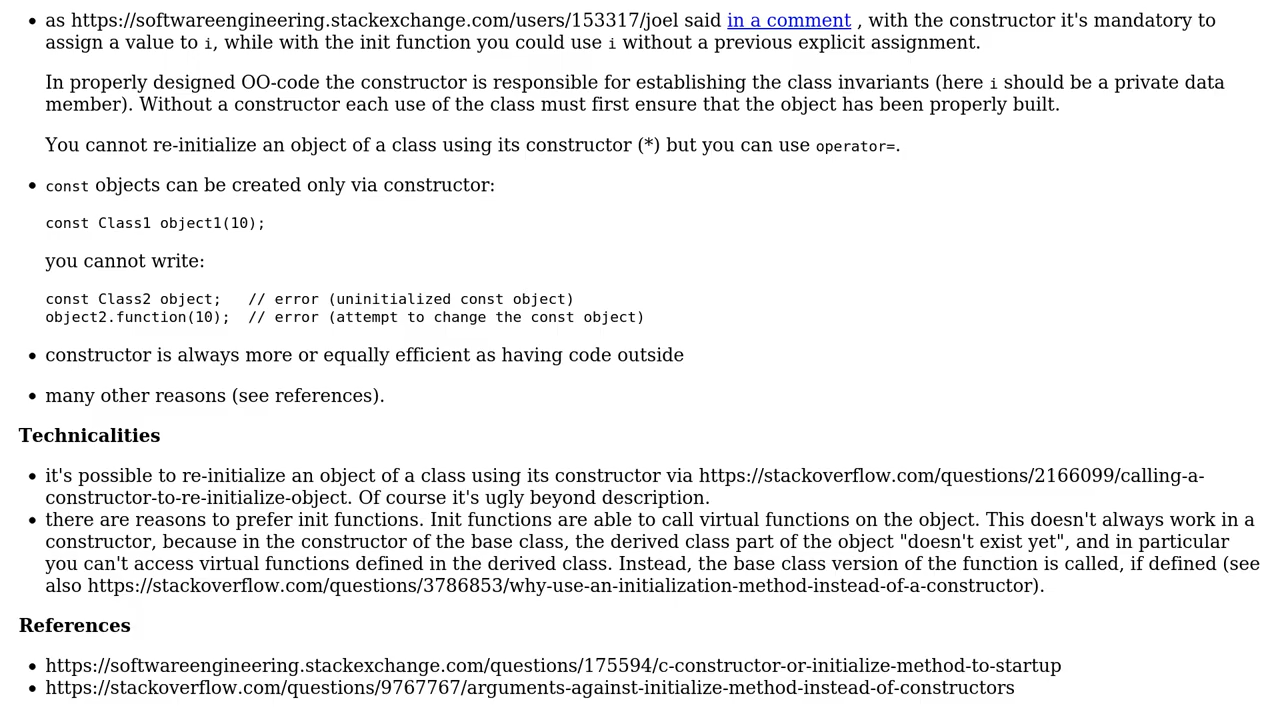 as https://softwareengineering.stackexchange.com/users/153317/joel said in a comment , with the constructor it's mandatory to
assign a value to i, while with the init function you could use i without a previous explicit assignment.
In properly designed OO-code the constructor is responsible for establishing the class invariants (here i should be a private data
member). Without a constructor each use of the class must first ensure that the object has been properly built.
You cannot re-initialize an object of a class using its constructor (*) but you can use operator=.
const objects can be created only via constructor:
const Class1 object1(10);
you cannot write:
const Class2 object;   // error (uninitialized const object)
object2.function(10);  // error (attempt to change the const object)
constructor is always more or equally efficient as having code outside
many other reasons (see references).
Technicalities
it's possible to re-initialize an object of a class using its constructor via https://stackoverflow.com/questions/2166099/calling-a-
constructor-to-re-initialize-object. Of course it's ugly beyond description.
there are reasons to prefer init functions. Init functions are able to call virtual functions on the object. This doesn't always work in a
constructor, because in the constructor of the base class, the derived class part of the object "doesn't exist yet", and in particular
you can't access virtual functions defined in the derived class. Instead, the base class version of the function is called, if defined (see
also https://stackoverflow.com/questions/3786853/why-use-an-initialization-method-instead-of-a-constructor).
References
https://softwareengineering.stackexchange.com/questions/175594/c-constructor-or-initialize-method-to-startup
https://stackoverflow.com/questions/9767767/arguments-against-initialize-method-instead-of-constructors